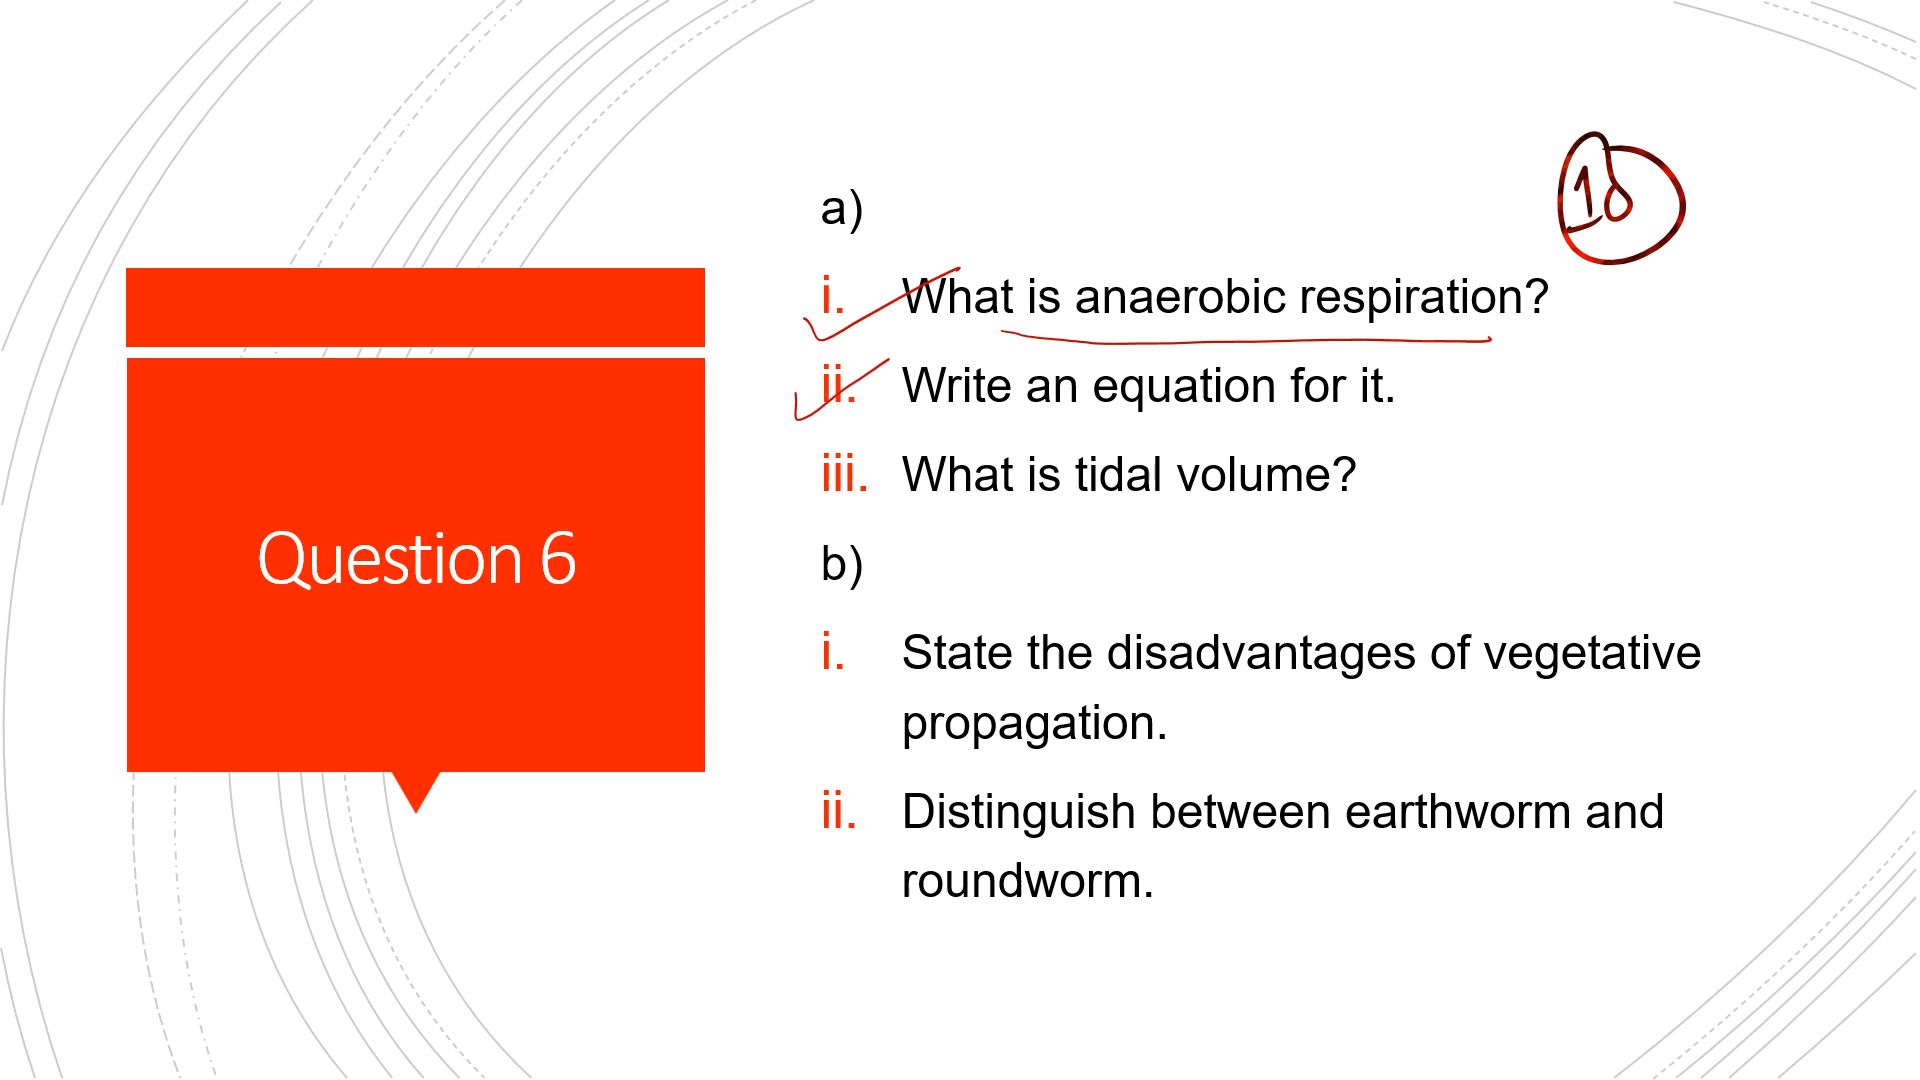 Question 6
10
a)
i. What is anaerobic respiration?
ii. Write an equation for it.
iii. What is tidal volume?
b)
i. State the disadvantages of vegetative
propagation.
ii. Distinguish between earthworm and
roundworm.